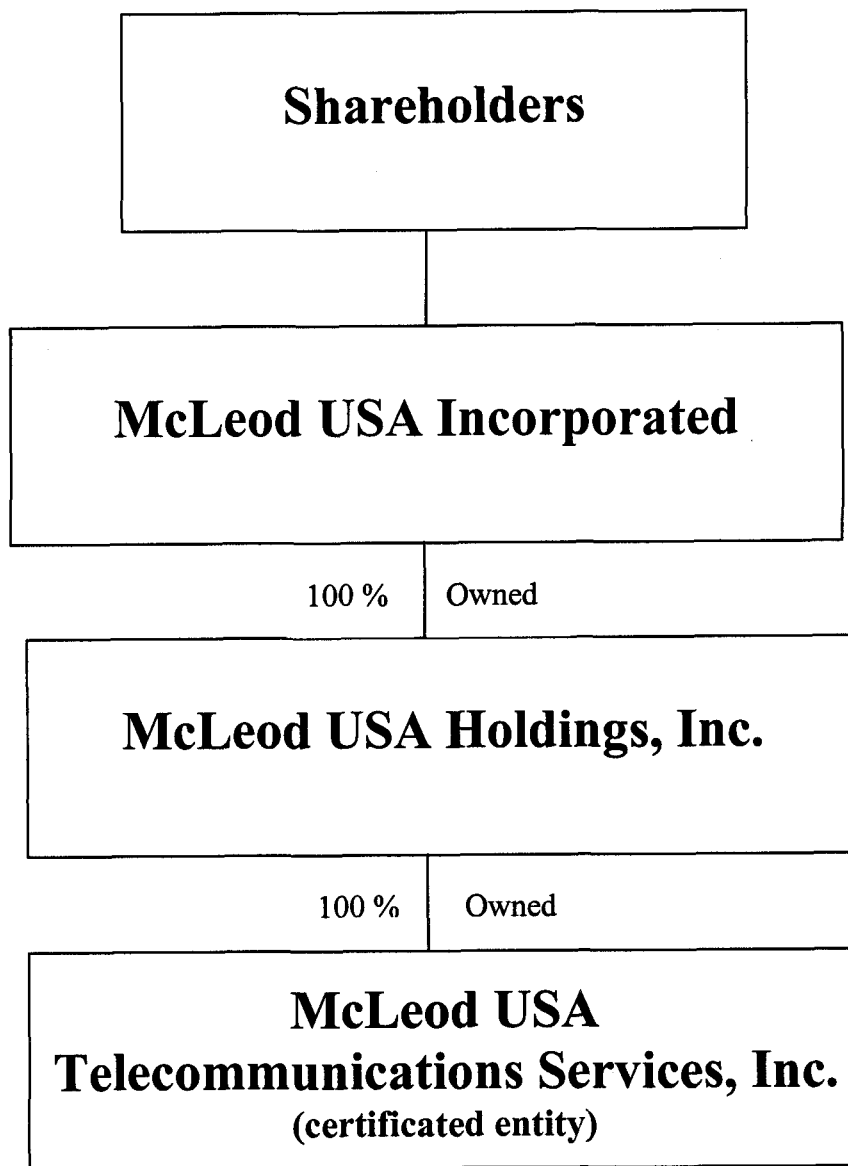 Shareholders
McLeod USA Incorporated
100 % Owned
McLeod USA Holdings, Inc.
100 % Owned
McLeod USA
Telecommunications Services, Inc.
(certificated entity)